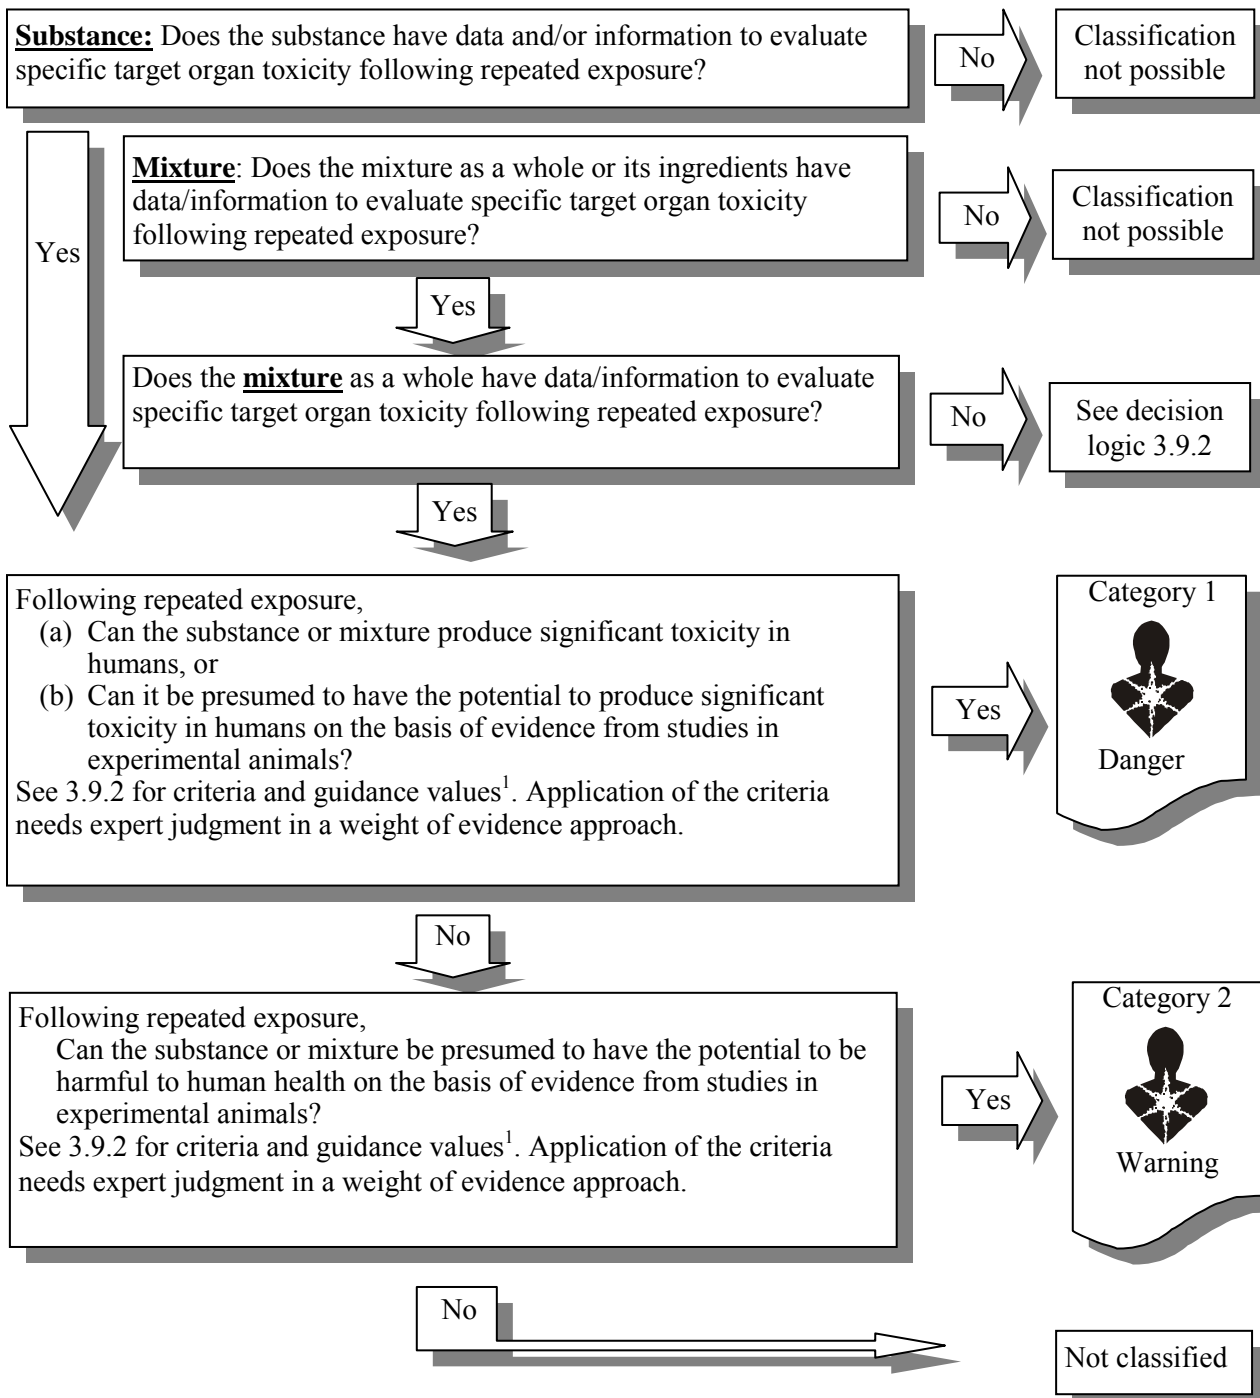 Substance: Does the substance have data and/or information to evaluate
specific target organ toxicity following repeated exposure?
No
Classification
not possible
Mixture: Does the mixture as a whole or its ingredients have
data/information to evaluate specific target organ toxicity
following repeated exposure?
No
Classification
not possible
Yes
Yes
Does the mixture as a whole have data/information to evaluate
specific target organ toxicity following repeated exposure?
No
See decision
logic 3.9.2
Yes
Following repeated exposure,
(a) Can the substance or mixture produce significant toxicity in
humans, or
(b) Can it be presumed to have the potential to produce significant
toxicity in humans on the basis of evidence from studies in
experimental animals?
See 3.9.2 for criteria and guidance values1. Application of the criteria
needs expert judgment in a weight of evidence approach.
Yes
Category 1
Danger
No
Following repeated exposure,
Can the substance or mixture be presumed to have the potential to be
harmful to human health on the basis of evidence from studies in
experimental animals?
See 3.9.2 for criteria and guidance values1. Application of the criteria
needs expert judgment in a weight of evidence approach.
Yes
Category 2
Warning
No
Not classified